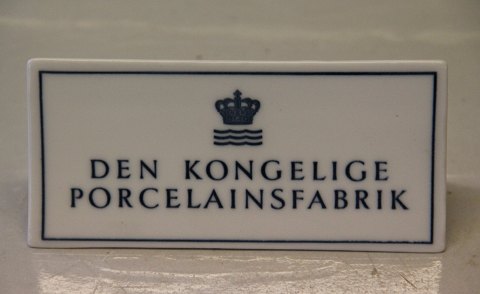 DEN KONGELIGE
PORCELAINSFABRIK